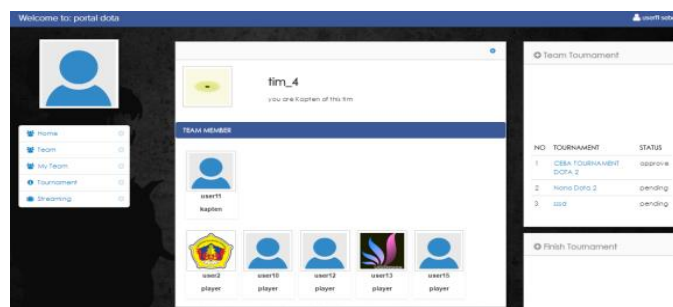 Welcome to: portal dota
user11
Home
Team
My Team
Tournament
Streaming
tim_4
you are Kapten of this tim
TEAM MEMBER
user11
kapten
user2
player
user10
player
user12
player
user13
player
user15
player
Team Tournament
NO TOURNAMENT STATUS
1 CEBA TOURNAMENT DOTA 2 approve
2 Nono Dota 2 pending
3 pending
Finish Tournament